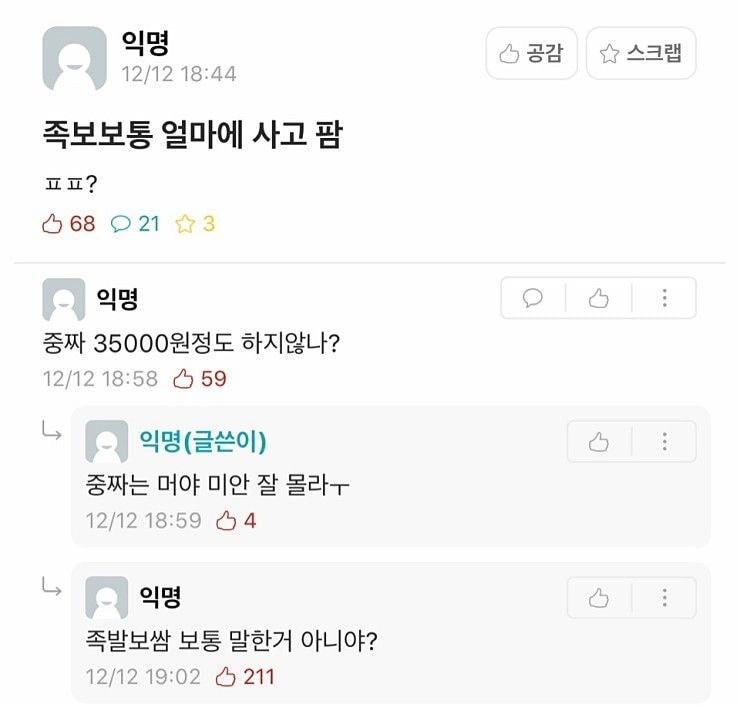 익명
12/12 18:44
공감
스크랩
족보보통 얼마에 사고 팜
ㅍㅍ?
68 21 3
익명
중짜 35000원정도 하지않나?
12/12 18:58 59
익명(글쓴이)
중짜는 머야 미안 잘 몰라ㅜ
12/12 18:59 4
익명
족발보쌈 보통 말한거 아니야?
12/12 19:02 211